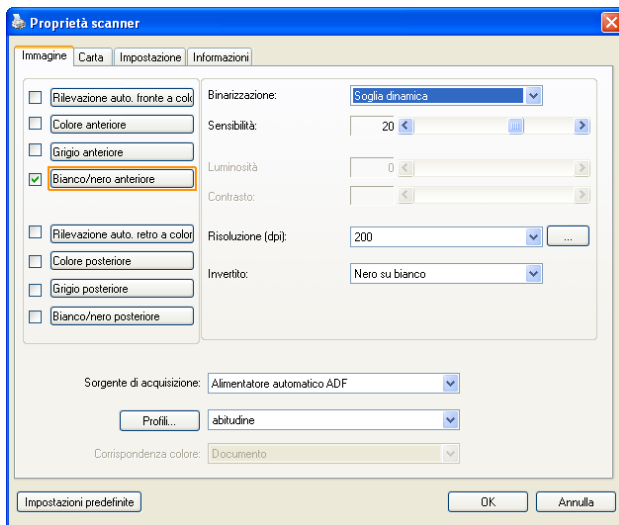 Proprietà scanner
Immagine Carta Impostazione Informazioni
Rilevazione auto. fronte a colo
Colore anteriore
Grigio anteriore
Bianco/nero anteriore
Rilevazione auto. retro a color
Colore posteriore
Grigio posteriore
Bianco/nero posteriore
Binarizzazione: Soglia dinamica
Sensibilità: 20
Luminosità 0
Contrasto:
Risoluzione (dpi): 200 ...
Invertito: Nero su bianco
Sorgente di acquisizione: Alimentatore automatico ADF
Profili... abitudine
Corrispondenza colore: Documento
Impostazioni predefinite OK Annulla